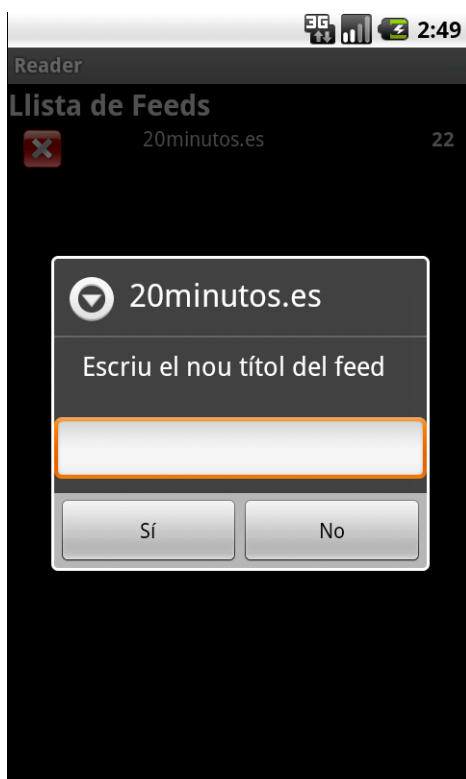 3G 2:49
Reader
Llista de Feeds
20minutos.es 22
20minutos.es
Escriu el nou títol del feed
Sí No